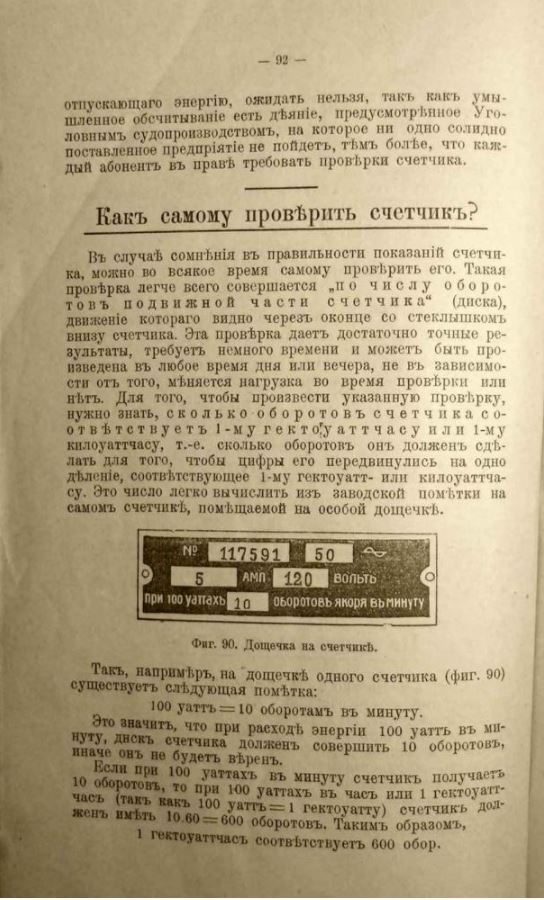 — 92 —
отпускающаго энергію, ожидать нельзя, такъ какъ умы-
шленное обсчитываніе есть дѣяніе, предусмотрѣнное Уго-
ловнымъ судопроизводствомъ, на которое ни одно солидно
поставленное предпріятіе не пойдетъ, тѣмъ болѣе, что каж-
дый абонентъ въ правѣ требовать провѣрки счетчика.
Какъ самому провѣрить счетчикъ?
Въ случаѣ сомнѣнія въ правильности показаній счетчи-
ка, можно во всякое время самому провѣрить его. Такая
провѣрка легче всего совершается „по числу оборо-
товъ подвижной части счетчика“ (диска),
движеніе котораго видно черезъ оконце со стеклышкомъ
внизу счетчика. Эта провѣрка даетъ достаточно точные ре-
зультаты, требуетъ немного времени и можетъ быть про-
изведена въ любое время дня или вечера, не въ зависимо-
сти отъ того, мѣняется нагрузка во время провѣрки или
нѣтъ. Для того, чтобы произвести указанную провѣрку,
нужно знать, сколько оборотовъ счетчика со-
отвѣтствуетъ 1-му гектоуаттчасу или 1-му
килоуаттчасу, т.-е. сколько оборотовъ онъ долженъ сдѣ-
лать для того, чтобы цифры его передвинулись на одно
дѣленіе, соотвѣтствующее 1-му гектоуатт- или килоуаттча-
су. Это число легко вычислить изъ заводской помѣтки на
самомъ счетчикѣ, помѣщаемой на особой дощечкѣ.
№ 117591 50
5 АМП. 120 ВОЛЬТЪ
при 100 уаттахъ 10 оборотовъ якоря въ минуту
Фиг. 90. Дощечка на счетчикѣ.
Такъ, напримѣръ, на дощечкѣ одного счетчика (фиг. 90)
существуетъ слѣдующая помѣтка:
100 уаттъ = 10 оборотамъ въ минуту.
Это значитъ, что при расходѣ энергіи 100 уаттъ въ ми-
нуту, дискъ счетчика долженъ совершить 10 оборотовъ,
иначе онъ не будетъ вѣренъ.
Если при 100 уаттахъ въ минуту счетчикъ получаетъ
10 оборотовъ, то при 100 уаттахъ въ часъ или 1 гектоуатт-
часъ (такъ какъ 100 уаттъ = 1 гектоуатту) счетчикъ дол-
женъ имѣть 10.60 = 600 оборотовъ. Такимъ образомъ,
1 гектоуаттчасъ соотвѣтствуетъ 600 обор.